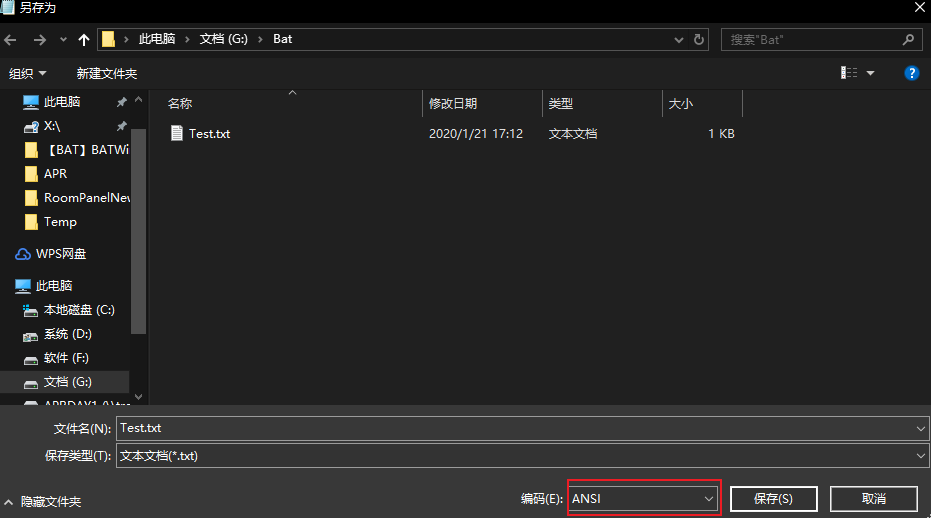 另存为
此电脑 > 文档 (G:) > Bat
搜索"Bat"
组织
新建文件夹
?
此电脑
X:\
【BAT】BATWi
APR
RoomPanelNew
Temp
WPS网盘
此电脑
本地磁盘 (C:)
系统 (D:)
软件 (F:)
文档 (G:)
名称 修改日期 类型 大小
Test.txt 2020/1/21 17:12 文本文档 1 KB
文件名(N): Test.txt
保存类型(T): 文本文档(*.txt)
隐藏文件夹
编码(E): ANSI 保存(S) 取消